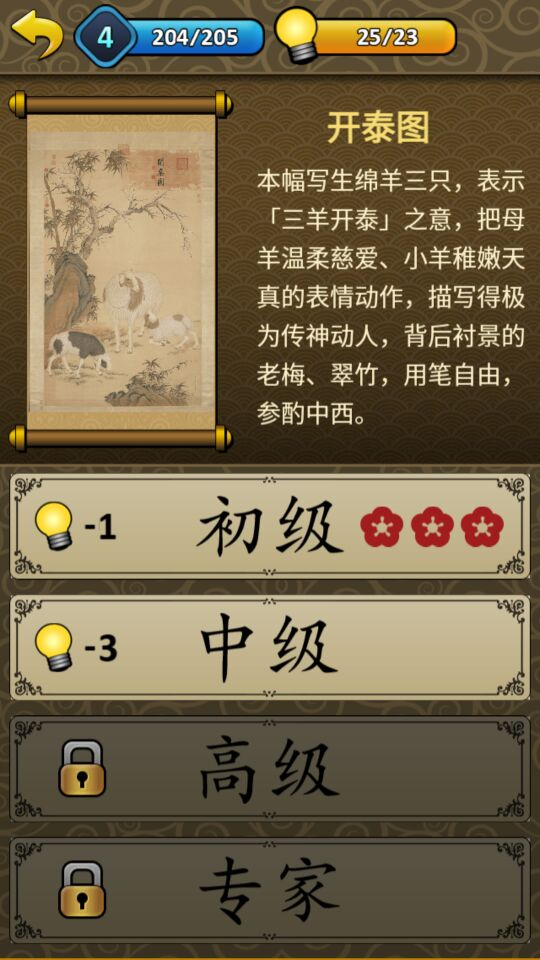 4 204/205 25/23
开泰图
開泰圖
本幅写生绵羊三只，表示
「三羊开泰」之意，把母
羊温柔慈爱、小羊稚嫩天
真的表情动作，描写得极
为传神动人，背后衬景的
老梅、翠竹，用笔自由，
参酌中西。
-1 初级
-3 中级
高级
专家